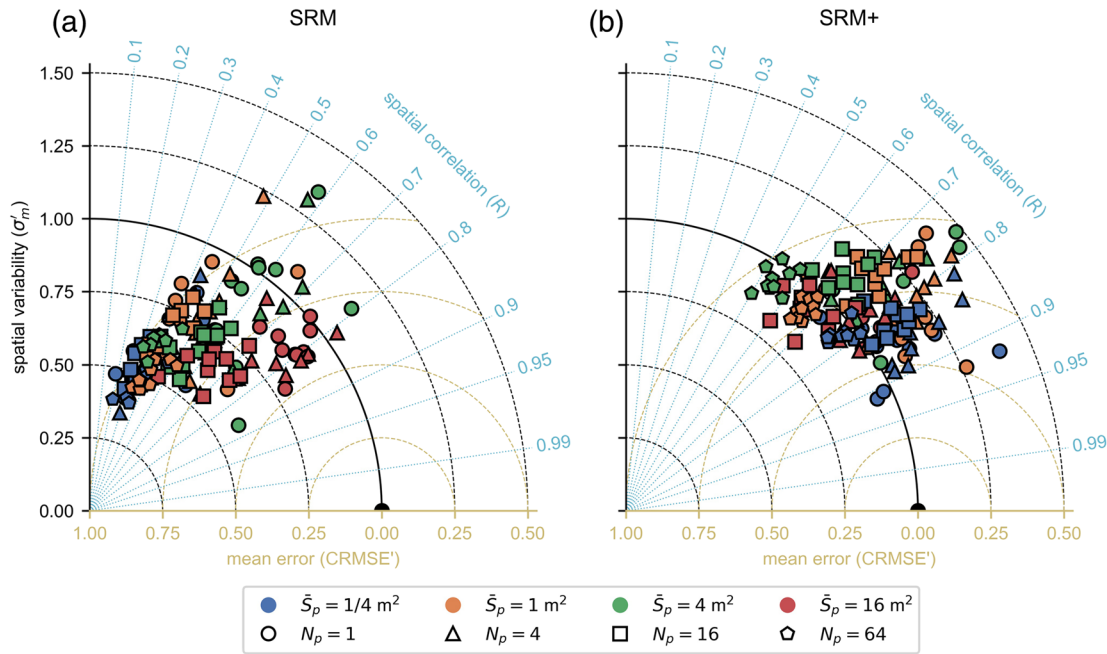 (a) SRM
(b) SRM+
spatial variability (σ′ₘ)
1.50
1.25
1.00
0.75
0.50
0.25
0.00
0.1
0.2
0.3
0.4
0.5
0.6
0.7
0.8
0.9
0.95
0.99
spatial correlation (R)
1.00 0.75 0.50 0.25 0.00 0.25 0.50
mean error (CRMSE')
0.1
0.2
0.3
0.4
0.5
0.6
0.7
0.8
0.9
0.95
0.99
spatial correlation (R)
1.00 0.75 0.50 0.25 0.00 0.25 0.50
mean error (CRMSE')
S̄ₚ = 1/4 m² S̄ₚ = 1 m² S̄ₚ = 4 m² S̄ₚ = 16 m²
Nₚ = 1 Nₚ = 4 Nₚ = 16 Nₚ = 64